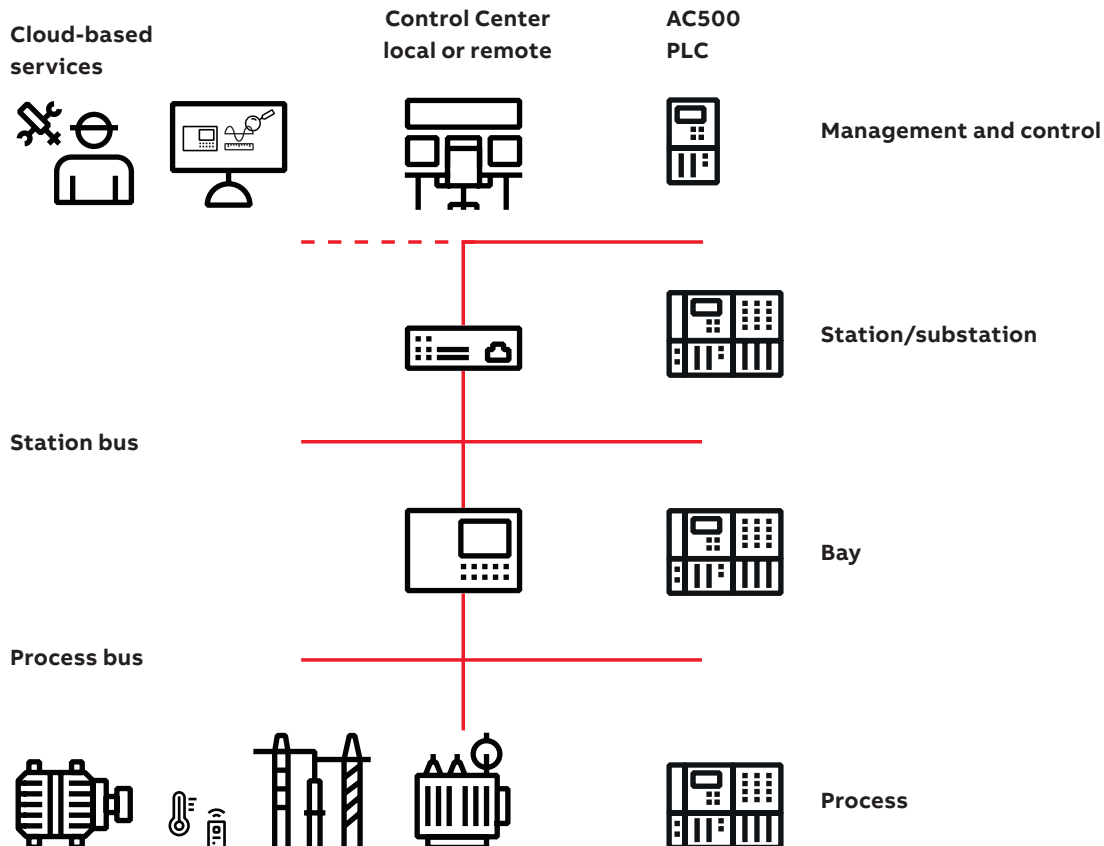 Cloud-based
services
Control Center
local or remote
AC500
PLC
Management and control
Station/substation
Station bus
Bay
Process bus
Process